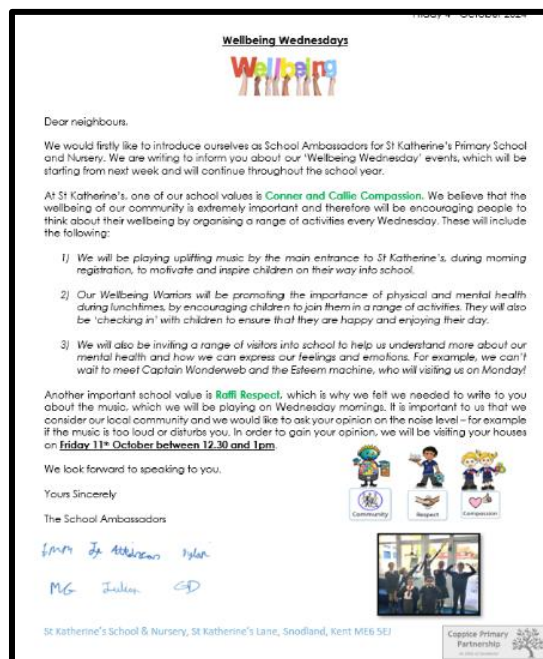 Friday 4th October 2024
Wellbeing Wednesdays
Wellbeing
Dear neighbours,
We would firstly like to introduce ourselves as School Ambassadors for St Katherine's Primary School
and Nursery. We are writing to inform you about our 'Wellbeing Wednesday' events, which will be
starting from next week and will continue throughout the school year.
At St Katherine's, one of our school values is Conner and Callie Compassion. We believe that the
wellbeing of our community is extremely important and therefore will be encouraging people to
think about their wellbeing by organising a range of activities every Wednesday. These will include
the following:
1) We will be playing uplifting music by the main entrance to St Katherine's, during morning
registration, to motivate and inspire children on their way into school.
2) Our Wellbeing Warriors will be promoting the importance of physical and mental health
during lunchtimes, by encouraging children to join them in a range of activities. They will also
be 'checking in' with children to ensure that they are happy and enjoying their day.
3) We will also be inviting a range of visitors into school to help us understand more about our
mental health and how we can express our feelings and emotions. For example, we can't
wait to meet Captain Wonderweb and the Esteem machine, who will visiting us on Monday!
Another important school value is Raffi Respect, which is why we felt we needed to write to you
about the music, which we will be playing on Wednesday mornings. It is important to us that we
consider our local community and we would like to ask your opinion on the noise level – for example
if the music is too loud or disturbs you. In order to gain your opinion, we will be visiting your houses
on Friday 11th October between 12.30 and 1pm.
We look forward to speaking to you.
Yours Sincerely
The School Ambassadors
Community Respect Compassion
MG
St Katherine's School & Nursery, St Katherine's Lane, Snodland, Kent ME6 5EJ
Coppice Primary
Partnership